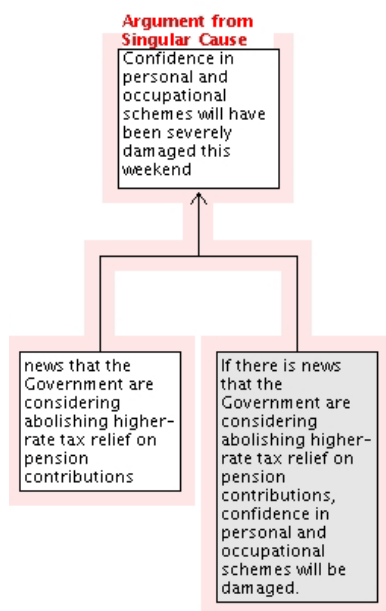 Argument from
Singular Cause
Confidence in
personal and
occupational
schemes will have
been severely
damaged this
weekend
news that the
Government are
considering
abolishing higher-
rate tax relief on
pension
contributions
If there is news
that the
Government are
considering
abolishing higher-
rate tax relief on
pension
contributions,
confidence in
personal and
occupational
schemes will be
damaged.